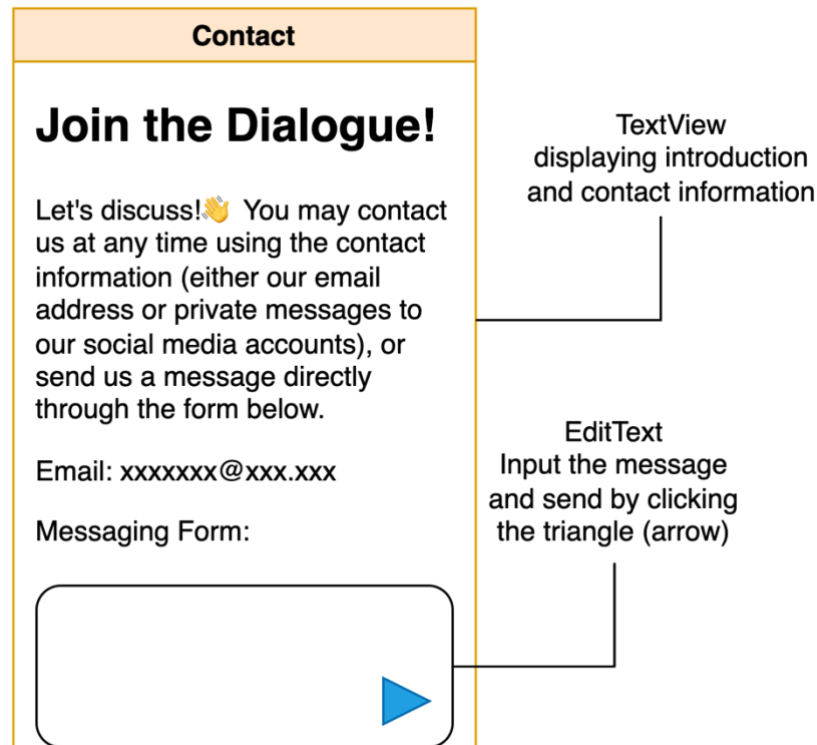 Contact
Join the Dialogue!
Let's discuss!👋 You may contact
us at any time using the contact
information (either our email
address or private messages to
our social media accounts), or
send us a message directly
through the form below.
Email: xxxxxxx@xxx.xxx
Messaging Form:
TextView
displaying introduction
and contact information
EditText
Input the message
and send by clicking
the triangle (arrow)